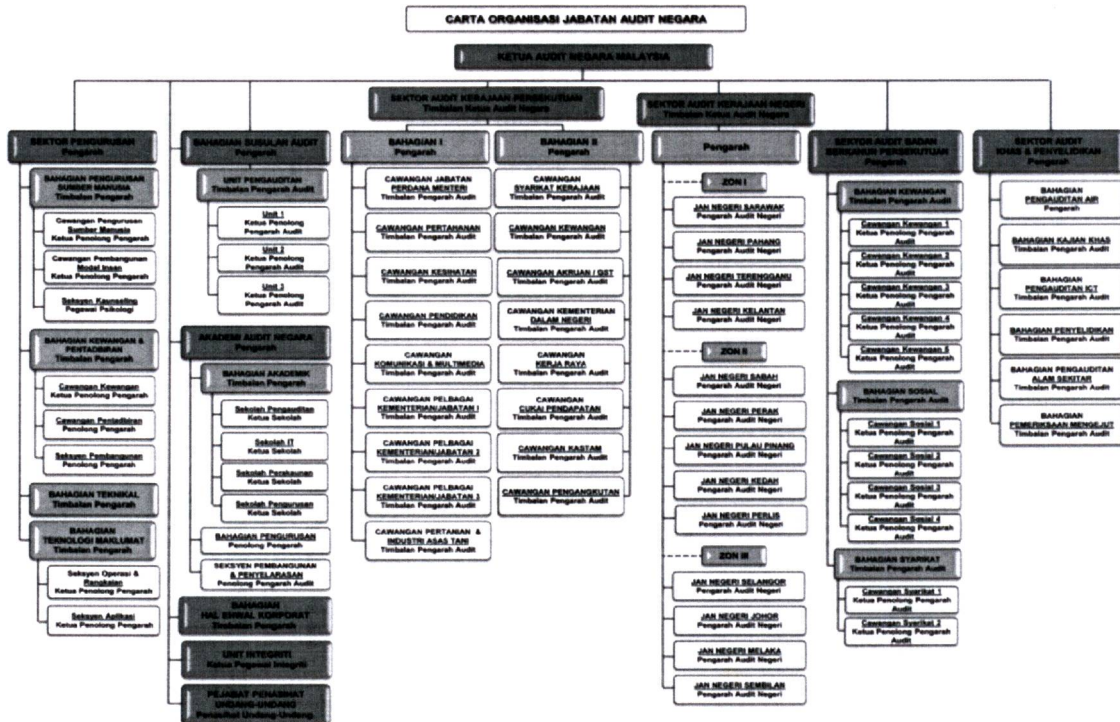 CARTA ORGANISASI JABATAN AUDIT NEGARA
KETUA AUDIT NEGARA MALAYSIA
SEKTOR PENGURUSAN
Pengarah
BAHAGIAN PENGURUSAN
SUMBER MANUSIA
Timbalan Pengarah
Cawangan Pengurusan
Sumber Manusia
Ketua Penolong Pengarah
Cawangan Pembangunan
Modal Insan
Ketua Penolong Pengarah
Seksyen Kaunseling
Pegawai Psikologi
BAHAGIAN KEWANGAN &
PENTADBIRAN
Timbalan Pengarah
Cawangan Kewangan
Penolong Pengarah
Cawangan Pentadbiran
Penolong Pengarah
Seksyen Pembangunan
Penolong Pengarah
BAHAGIAN TEKNIKAL
Timbalan Pengarah
BAHAGIAN
TEKNOLOGI MAKLUMAT
Timbalan Pengarah
Seksyen Operasi &
Rangkaian
Ketua Penolong Pengarah
Seksyen Aplikasi
Ketua Penolong Pengarah
BAHAGIAN SUSULAN AUDIT
Pengarah
UNIT PENGAUDITAN
Timbalan Pengarah Audit
Unit 1
Ketua Penolong
Pengarah Audit
Unit 2
Ketua Penolong
Pengarah Audit
Unit 3
Ketua Penolong
Pengarah Audit
AKADEMI AUDIT NEGARA
Pengarah
BAHAGIAN AKADEMIK
Timbalan Pengarah
Sekolah Pengauditan
Ketua Sekolah
Sekolah IT
Ketua Sekolah
Sekolah Perakaunan
Ketua Sekolah
Sekolah Pengurusan
Ketua Sekolah
BAHAGIAN PENGURUSAN
Penolong Pengarah
SEKSYEN PEMBANGUNAN
& PENYELARASAN
Penolong Pengarah Audit
BAHAGIAN
HAL EHWAL KORPORAT
Timbalan Pengarah
UNIT INTEGRITI
Ketua Pegawai Integriti
PEJABAT PENASIHAT
UNDANG-UNDANG
Penasihat Undang-Undang
SEKTOR AUDIT KERAJAAN PERSEKUTUAN
Timbalan Ketua Audit Negara
BAHAGIAN I
Pengarah
CAWANGAN JABATAN
PERDANA MENTERI
Timbalan Pengarah Audit
CAWANGAN PERTAHANAN
Timbalan Pengarah Audit
CAWANGAN KESIHATAN
Timbalan Pengarah Audit
CAWANGAN PENDIDIKAN
Timbalan Pengarah Audit
CAWANGAN
KOMUNIKASI & MULTIMEDIA
Timbalan Pengarah Audit
CAWANGAN PELBAGAI
KEMENTERIAN/JABATAN 1
Timbalan Pengarah Audit
CAWANGAN PELBAGAI
KEMENTERIAN/JABATAN 2
Timbalan Pengarah Audit
CAWANGAN PELBAGAI
KEMENTERIAN/JABATAN 3
Timbalan Pengarah Audit
CAWANGAN PERTANIAN &
INDUSTRI ASAS TANI
Timbalan Pengarah Audit
BAHAGIAN II
Pengarah
CAWANGAN
SYARIKAT KERAJAAN
Timbalan Pengarah Audit
CAWANGAN KEWANGAN
Timbalan Pengarah Audit
CAWANGAN AKRUAN / GST
Timbalan Pengarah Audit
CAWANGAN KEMENTERIAN
DALAM NEGERI
Timbalan Pengarah Audit
CAWANGAN
KERJA RAYA
Timbalan Pengarah Audit
CAWANGAN
CUKAI PENDAPATAN
Timbalan Pengarah Audit
CAWANGAN KASTAM
Timbalan Pengarah Audit
CAWANGAN PENGANGKUTAN
Timbalan Pengarah Audit
SEKTOR AUDIT KERAJAAN NEGERI
Timbalan Ketua Audit Negara
Pengarah
ZON I
JAN NEGERI SARAWAK
Pengarah Audit Negeri
JAN NEGERI PAHANG
Pengarah Audit Negeri
JAN NEGERI TERENGGANU
Pengarah Audit Negeri
JAN NEGERI KELANTAN
Pengarah Audit Negeri
ZON II
JAN NEGERI SABAH
Pengarah Audit Negeri
JAN NEGERI PERAK
Pengarah Audit Negeri
JAN NEGERI PULAU PINANG
Pengarah Audit Negeri
JAN NEGERI KEDAH
Pengarah Audit Negeri
JAN NEGERI PERLIS
Pengarah Audit Negeri
ZON III
JAN NEGERI SELANGOR
Pengarah Audit Negeri
JAN NEGERI JOHOR
Pengarah Audit Negeri
JAN NEGERI MELAKA
Pengarah Audit Negeri
JAN NEGERI SEMBILAN
Pengarah Audit Negeri
SEKTOR AUDIT BADAN
BERKANUN PERSEKUTUAN
Pengarah
BAHAGIAN KEWANGAN
Timbalan Pengarah Audit
Cawangan Kewangan 1
Ketua Penolong Pengarah
Audit
Cawangan Kewangan 2
Ketua Penolong Pengarah
Audit
Cawangan Kewangan 3
Ketua Penolong Pengarah
Audit
Cawangan Kewangan 4
Ketua Penolong Pengarah
Audit
Cawangan Kewangan 5
Ketua Penolong Pengarah
Audit
BAHAGIAN SOSIAL
Timbalan Pengarah Audit
Cawangan Sosial 1
Ketua Penolong Pengarah
Audit
Cawangan Sosial 2
Ketua Penolong Pengarah
Audit
Cawangan Sosial 3
Ketua Penolong Pengarah
Audit
Cawangan Sosial 4
Ketua Penolong Pengarah
Audit
BAHAGIAN SYARIKAT
Timbalan Pengarah Audit
Cawangan Syarikat 1
Ketua Penolong Pengarah
Audit
Cawangan Syarikat 2
Ketua Penolong Pengarah
Audit
SEKTOR AUDIT
KHAS & PENYELIDIKAN
Pengarah
BAHAGIAN
PENGAUDITAN AIR
Pengarah
BAHAGIAN KAJIAN KHAS
Timbalan Pengarah Audit
BAHAGIAN
PENGAUDITAN ICT
Timbalan Pengarah Audit
BAHAGIAN PENYELIDIKAN
Timbalan Pengarah Audit
BAHAGIAN PENGAUDITAN
ALAM SEKITAR
Timbalan Pengarah Audit
BAHAGIAN
PEMERIKSAAN MENGEJUT
Timbalan Pengarah Audit